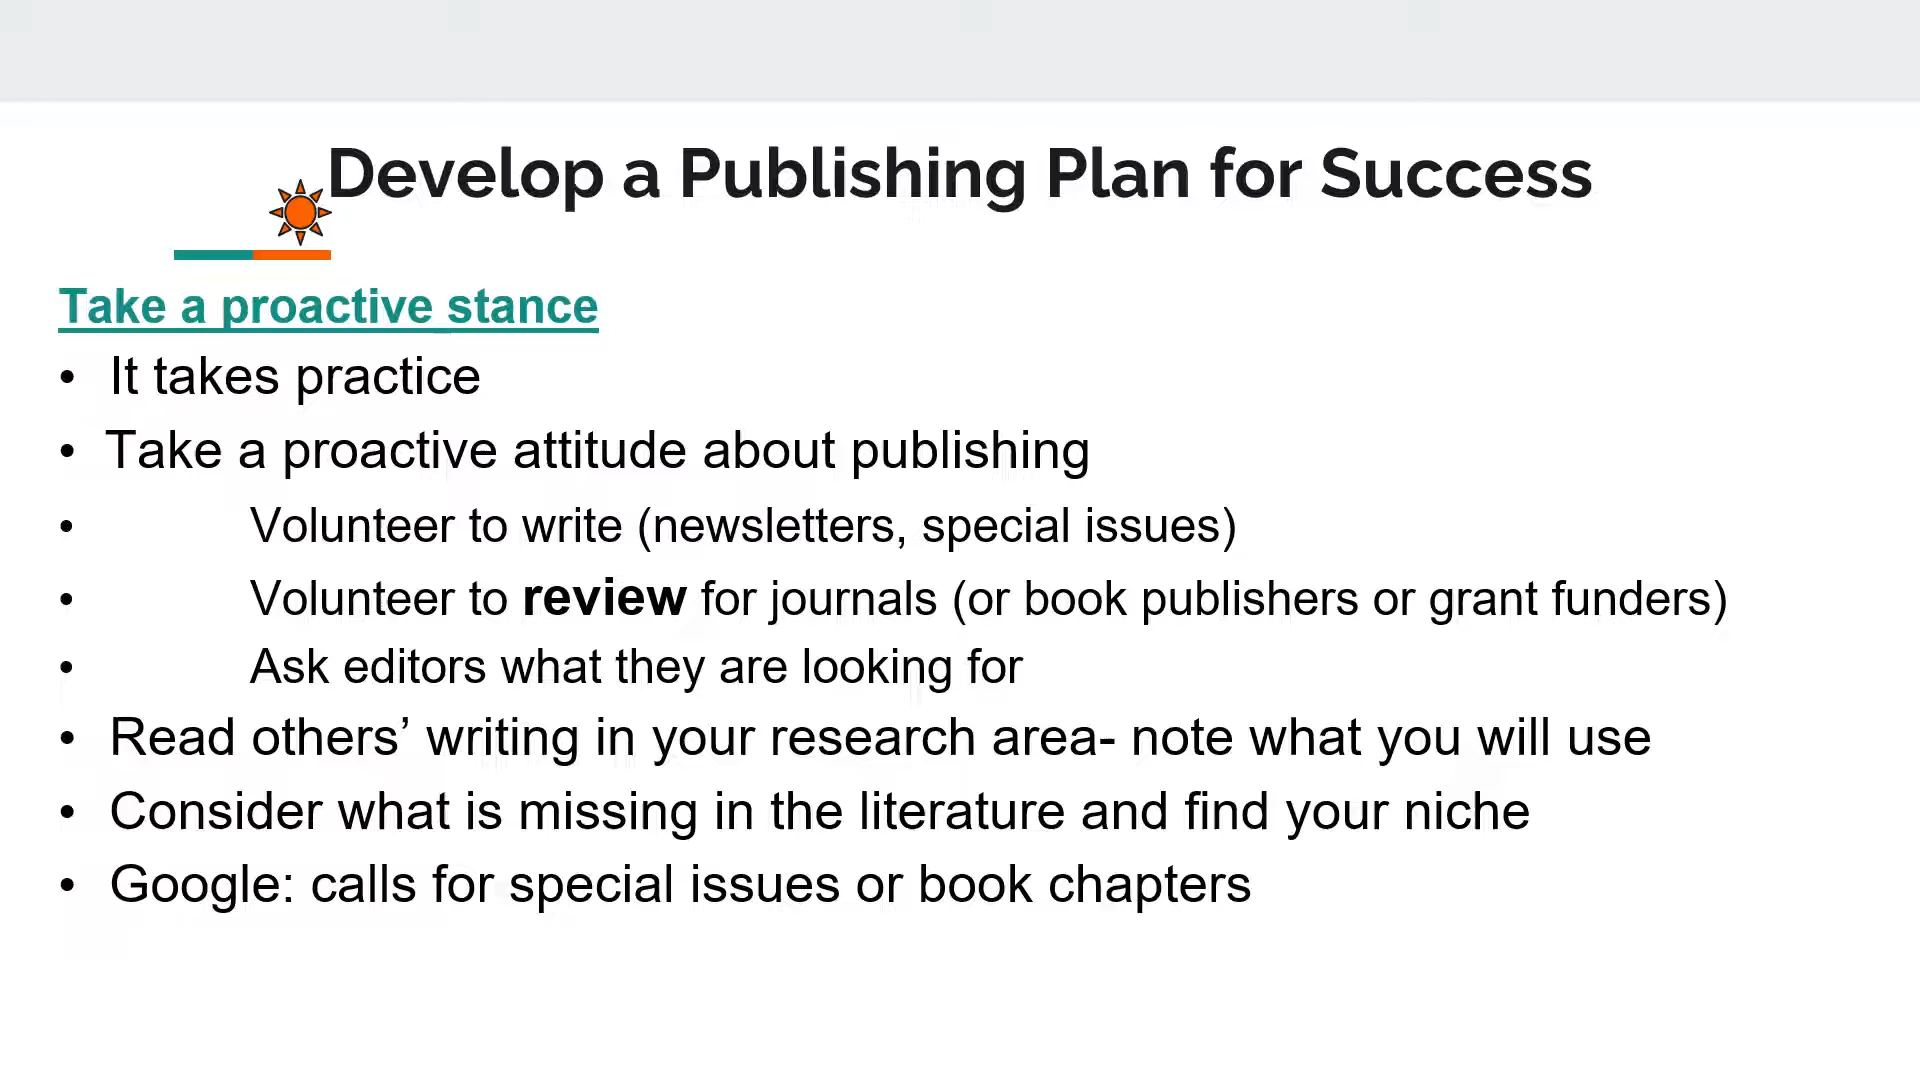 Develop a Publishing Plan for Success
Take a proactive stance
• It takes practice
• Take a proactive attitude about publishing
• Volunteer to write (newsletters, special issues)
• Volunteer to review for journals (or book publishers or grant funders)
• Ask editors what they are looking for
• Read others’ writing in your research area- note what you will use
• Consider what is missing in the literature and find your niche
• Google: calls for special issues or book chapters